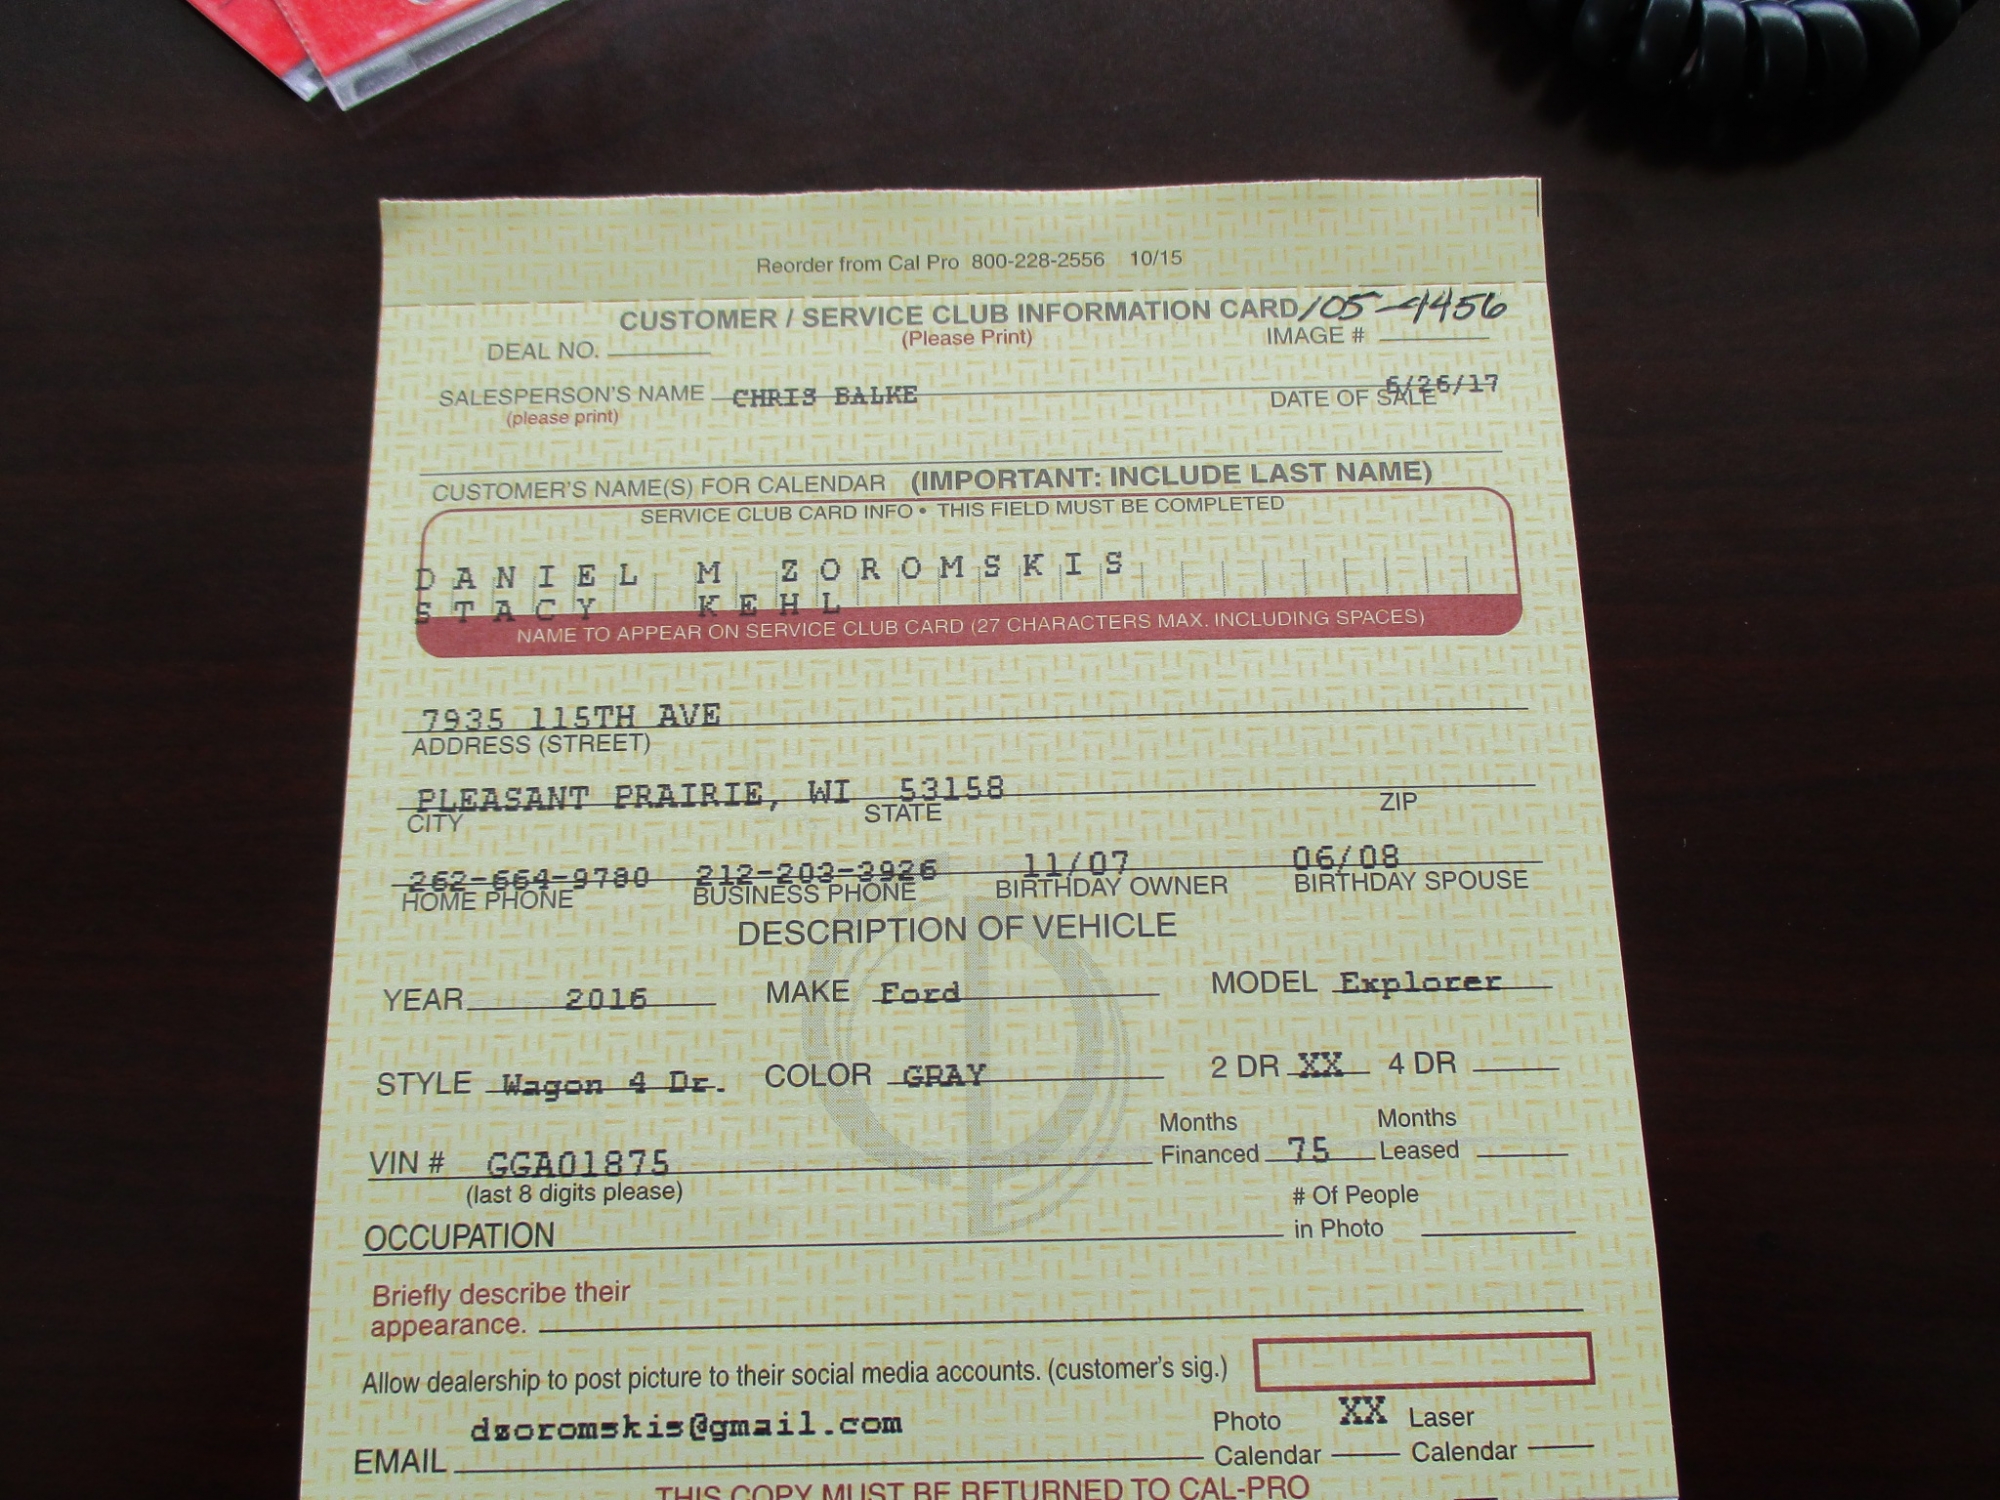 Reorder from Cal Pro 800-228-2556 10/15
CUSTOMER / SERVICE CLUB INFORMATION CARD 105-4456
(Please Print)
DEAL NO. IMAGE #
SALESPERSON'S NAME CHRIS BALKE DATE OF SALE 6/26/17
(please print)
CUSTOMER'S NAME(S) FOR CALENDAR (IMPORTANT: INCLUDE LAST NAME)
SERVICE CLUB CARD INFO • THIS FIELD MUST BE COMPLETED
DANIEL M ZOROMSKIS
STACY KEHL
NAME TO APPEAR ON SERVICE CLUB CARD (27 CHARACTERS MAX. INCLUDING SPACES)
7935 115TH AVE
ADDRESS (STREET)
PLEASANT PRAIRIE, WI 53158
CITY STATE ZIP
262-664-9780 212-203-3926 11/07 06/08
HOME PHONE BUSINESS PHONE BIRTHDAY OWNER BIRTHDAY SPOUSE
DESCRIPTION OF VEHICLE
YEAR 2016 MAKE Ford MODEL Explorer
STYLE Wagon 4 Dr. COLOR GRAY 2 DR XX 4 DR
Months Months
VIN # GGA01875 Financed 75 Leased
(last 8 digits please) # Of People
OCCUPATION in Photo
Briefly describe their
appearance.
Allow dealership to post picture to their social media accounts. (customer's sig.)
dzoromskis@gmail.com Photo XX Laser
EMAIL Calendar Calendar
THIS COPY MUST BE RETURNED TO CAL-PRO